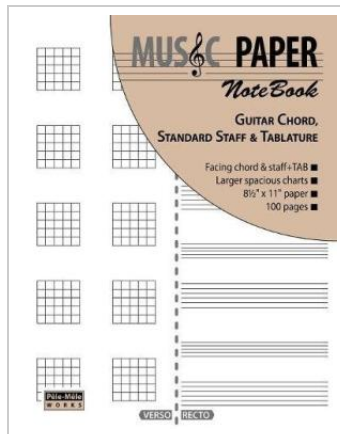 MUSIC PAPER
NoteBook
GUITAR CHORD,
STANDARD STAFF & TABLATURE
Facing chord & staff+TAB ■
Larger spacious charts ■
8½" x 11" paper ■
100 pages ■
Pêle-Mêle
WORKS
VERSO RECTO